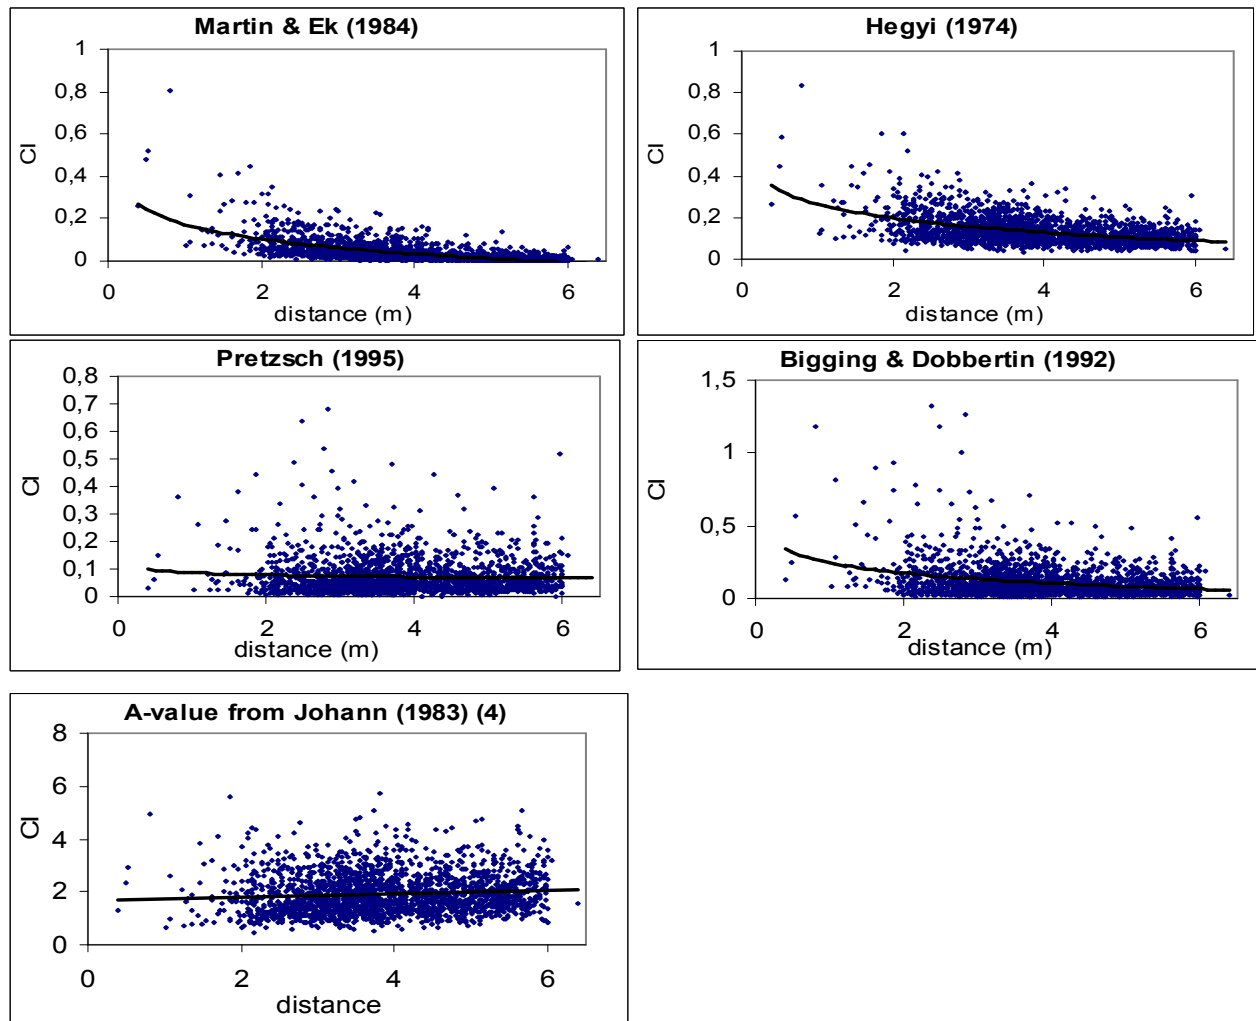 Martin & Ek (1984)
1
0,8
0,6
0,4
0,2
0
CI
0 2 4 6
distance (m)
Hegyi (1974)
1
0,8
0,6
0,4
0,2
0
CI
0 2 4 6
distance (m)
Pretzsch (1995)
0,8
0,7
0,6
0,5
0,4
0,3
0,2
0,1
0
CI
0 2 4 6
distance (m)
Bigging & Dobbertin (1992)
1,5
1
0,5
0
CI
0 2 4 6
distance (m)
A-value from Johann (1983) (4)
8
6
4
2
0
CI
0 2 4 6
distance